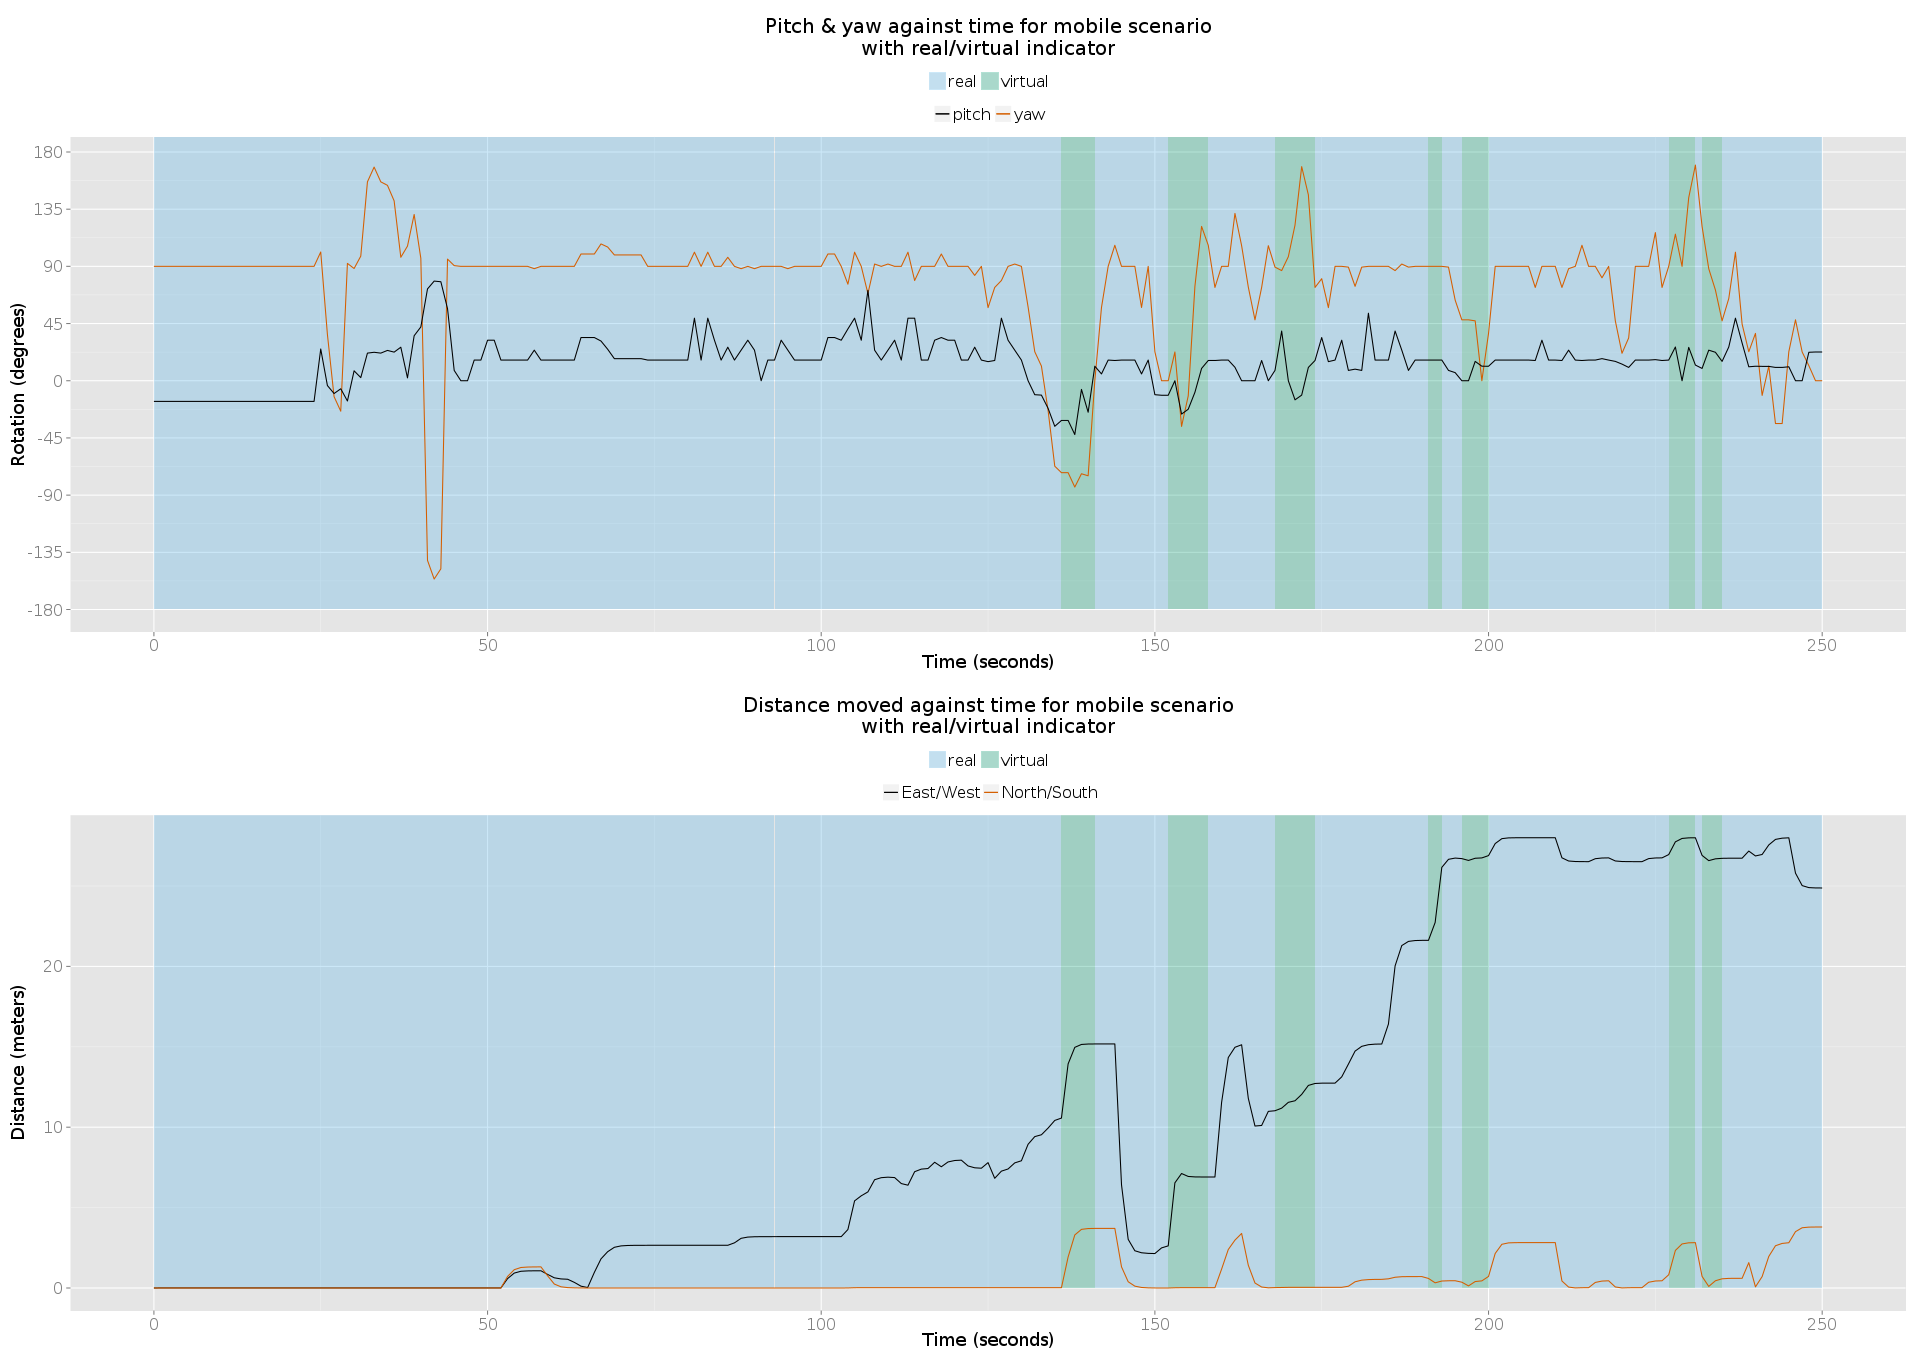 Pitch & yaw against time for mobile scenario
with real/virtual indicator
real virtual
pitch yaw
180
135
90
45
0
-45
-90
-135
-180
Rotation (degrees)
0 50 100 150 200 250
Time (seconds)
Distance moved against time for mobile scenario
with real/virtual indicator
real virtual
East/West North/South
20
10
0
Distance (meters)
0 50 100 150 200 250
Time (seconds)